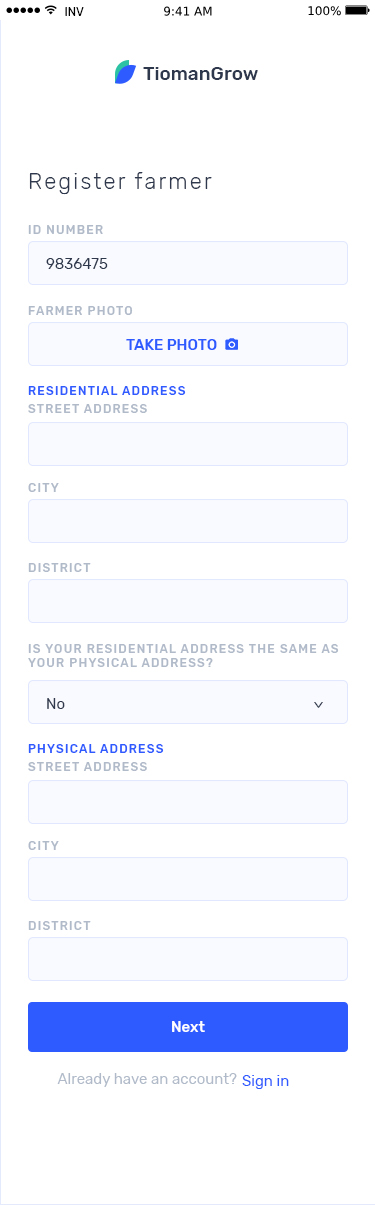 INV 9:41 AM 100%
TiomanGrow
Register farmer
ID NUMBER
9836475
FARMER PHOTO
TAKE PHOTO
RESIDENTIAL ADDRESS
STREET ADDRESS
CITY
DISTRICT
IS YOUR RESIDENTIAL ADDRESS THE SAME AS
YOUR PHYSICAL ADDRESS?
No
PHYSICAL ADDRESS
STREET ADDRESS
CITY
DISTRICT
Next
Already have an account? Sign in